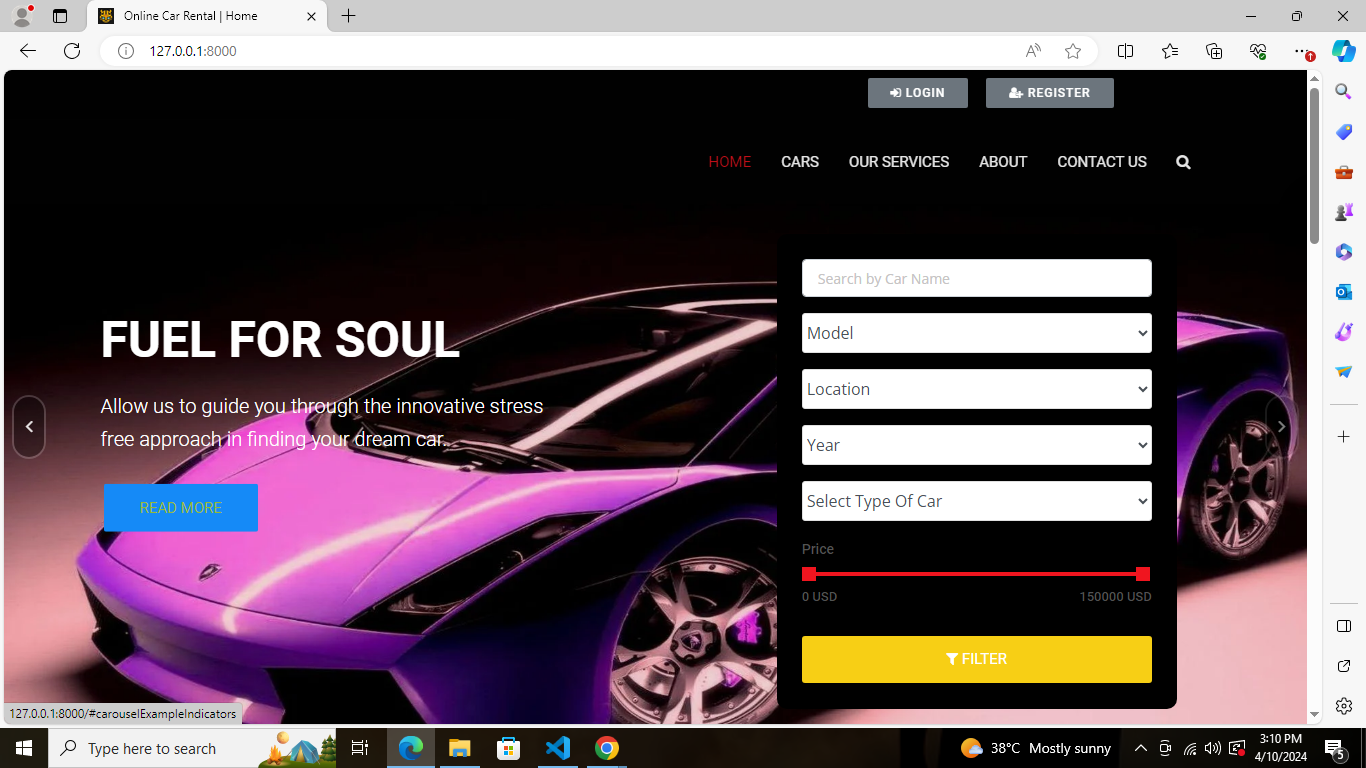 Online Car Rental | Home
127.0.0.1:8000
LOGIN
REGISTER
HOME
CARS
OUR SERVICES
ABOUT
CONTACT US
FUEL FOR SOUL
Allow us to guide you through the innovative stress
free approach in finding your dream car.
READ MORE
Search by Car Name
Model
Location
Year
Select Type Of Car
Price
0 USD
150000 USD
FILTER
127.0.0.1:8000/#carouselExampleIndicators
Type here to search
38°C Mostly sunny
3:10 PM
4/10/2024
5